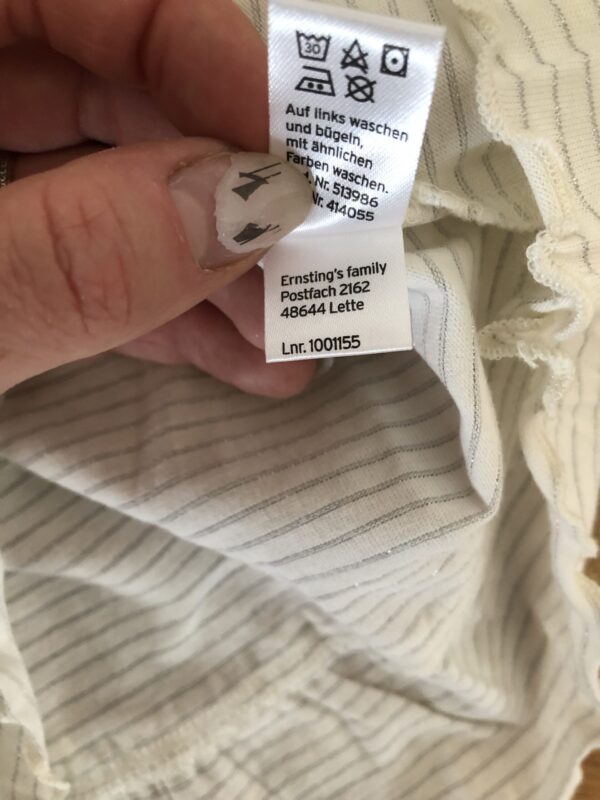 30
Auf links waschen
und bügeln,
mit ähnlichen
Farben waschen.
Nr. 513986
Nr. 414055
Ernsting's family
Postfach 2162
48644 Lette
Lnr. 1001155